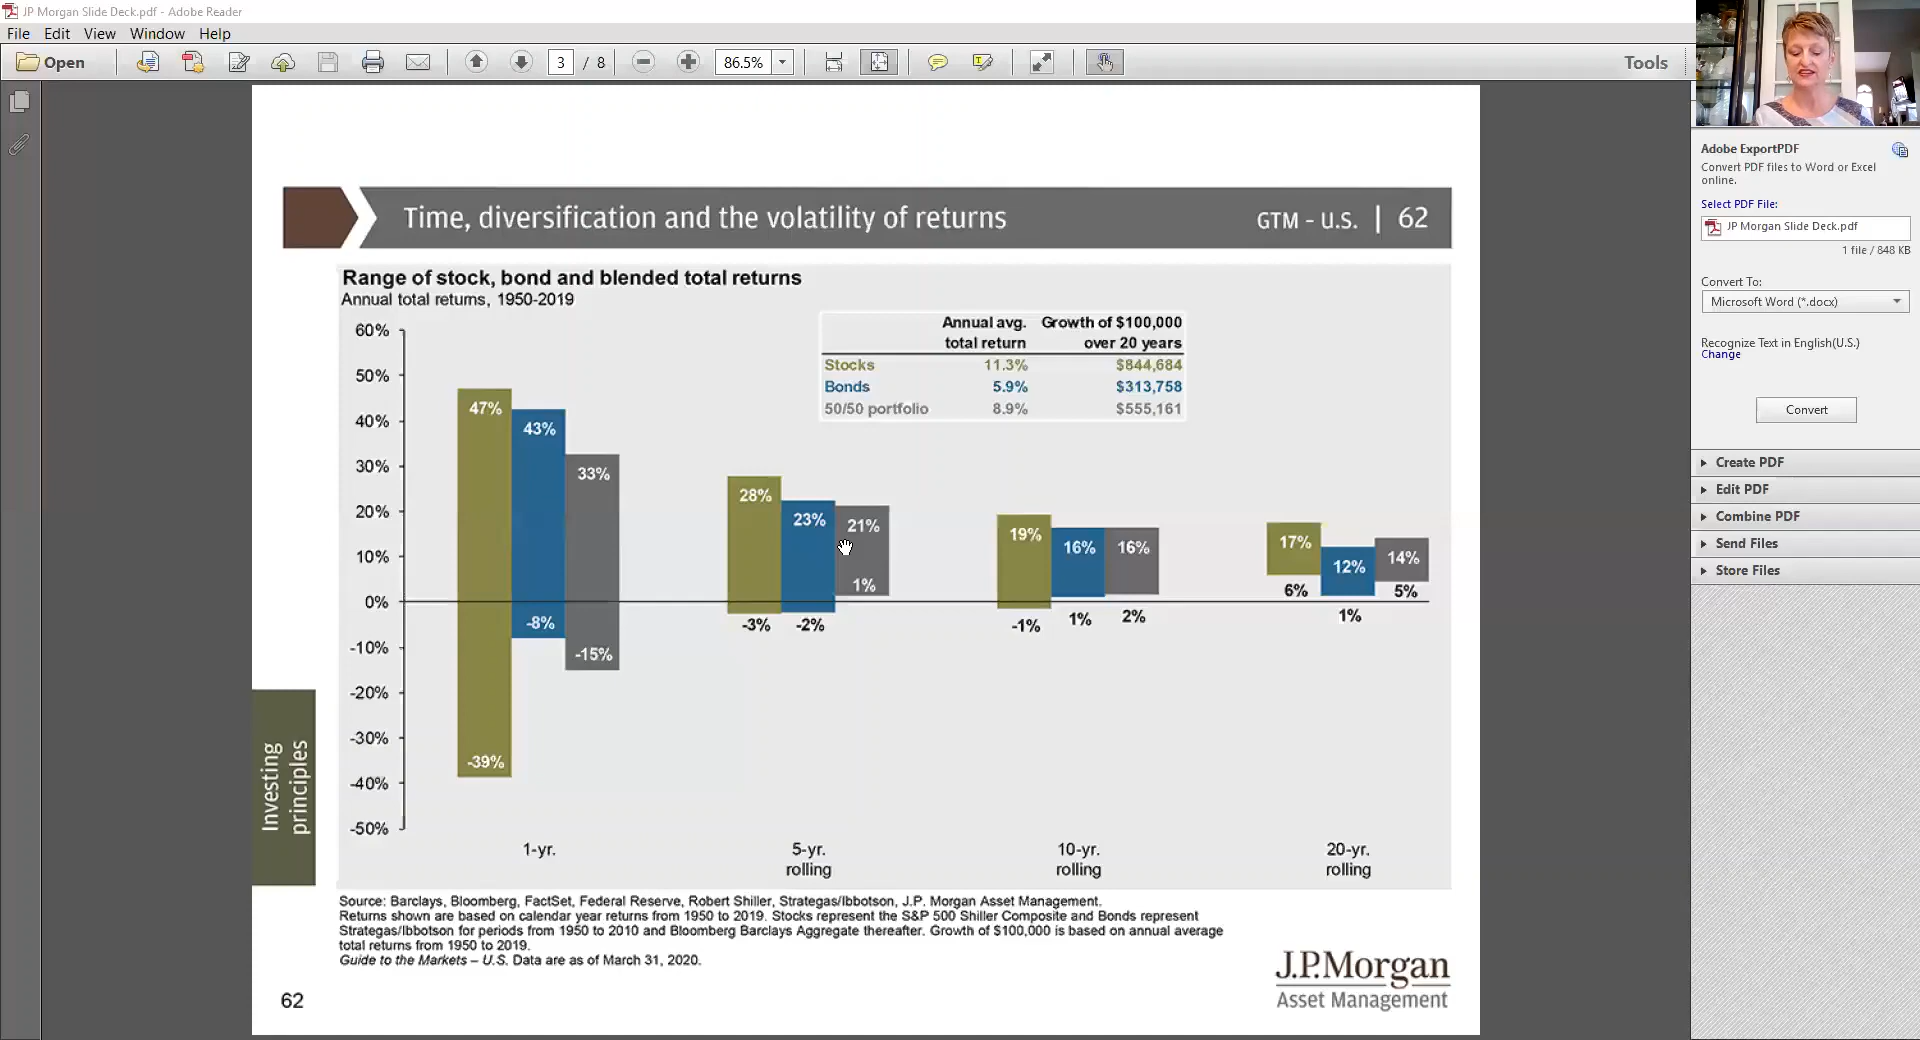 JP Morgan Slide Deck.pdf - Adobe Reader
File Edit View Window Help
Open
3 / 8
86.5%
Tools
Time, diversification and the volatility of returns
GTM – U.S. | 62
Range of stock, bond and blended total returns
Annual total returns, 1950-2019
Annual avg. Growth of $100,000
total return over 20 years
Stocks 11.3% $844,684
Bonds 5.9% $313,758
50/50 portfolio 8.9% $555,161
60%
50%
40%
30%
20%
10%
0%
-10%
-20%
-30%
-40%
-50%
47% 43% 33%
-39% -8% -15%
28% 23% 21%
-3% -2% 1%
19% 16% 16%
-1% 1% 2%
17% 12% 14%
6% 1% 5%
1-yr.
5-yr.
rolling
10-yr.
rolling
20-yr.
rolling
Investing
principles
Source: Barclays, Bloomberg, FactSet, Federal Reserve, Robert Shiller, Strategas/Ibbotson, J.P. Morgan Asset Management.
Returns shown are based on calendar year returns from 1950 to 2019. Stocks represent the S&P 500 Shiller Composite and Bonds represent
Strategas/Ibbotson for periods from 1950 to 2010 and Bloomberg Barclays Aggregate thereafter. Growth of $100,000 is based on annual average
total returns from 1950 to 2019.
Guide to the Markets – U.S. Data are as of March 31, 2020.
J.P.Morgan
Asset Management
62
Adobe ExportPDF
Convert PDF files to Word or Excel
online.
Select PDF File:
JP Morgan Slide Deck.pdf
1 file / 848 KB
Convert To:
Microsoft Word (*.docx)
Recognize Text in English(U.S.)
Change
Convert
Create PDF
Edit PDF
Combine PDF
Send Files
Store Files